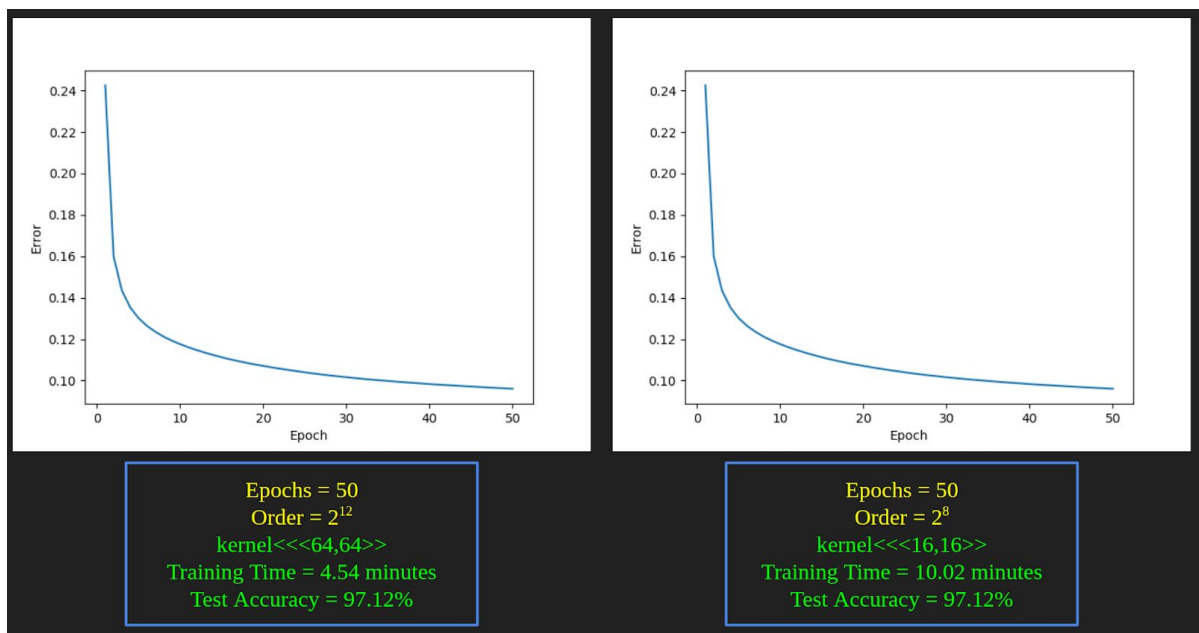 0.24
0.22
0.20
0.18
0.16
0.14
0.12
0.10
Error
0 10 20 30 40 50
Epoch
Epochs = 50
Order = 2¹²
kernel<<<64,64>>
Training Time = 4.54 minutes
Test Accuracy = 97.12%
0.24
0.22
0.20
0.18
0.16
0.14
0.12
0.10
Error
0 10 20 30 40 50
Epoch
Epochs = 50
Order = 2⁸
kernel<<<16,16>>
Training Time = 10.02 minutes
Test Accuracy = 97.12%